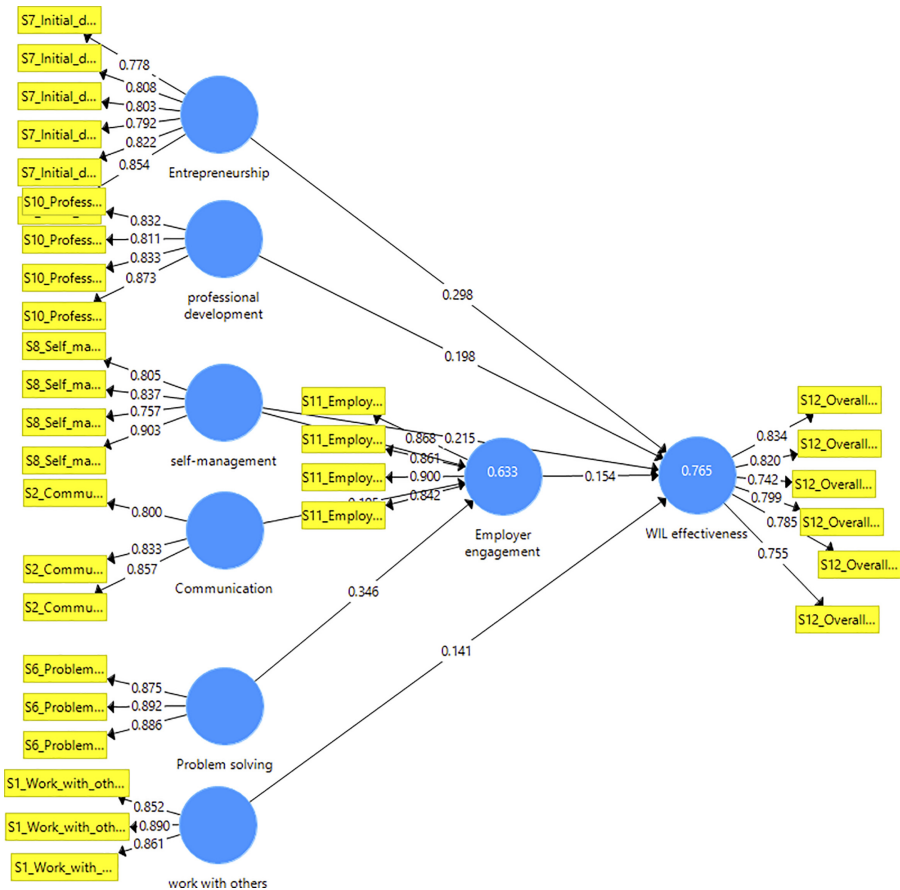 S7_Initial_d...
0.778
S7_Initial_d...
0.808
S7_Initial_d...
0.803
S7_Initial_d...
0.792
S7_Initial_d...
0.822
0.854
Entrepreneurship
S10_Profess...
0.832
S10_Profess...
0.811
S10_Profess...
0.833
S10_Profess...
0.873
professional
development
S8_Self_ma...
0.805
S8_Self_ma...
0.837
S8_Self_ma...
0.757
S8_Self_ma...
0.903
self-management
S2_Commu...
0.800
S2_Commu...
0.833
S2_Commu...
0.857
Communication
S6_Problem...
0.875
S6_Problem...
0.892
S6_Problem...
0.886
Problem solving
S1_Work_with_oth...
0.852
S1_Work_with_oth...
0.890
S1_Work_with_...
0.861
work with others
0.298
0.198
0.215
0.346
0.141
S11_Employ...
0.868
S11_Employ...
0.861
S11_Employ...
0.900
S11_Employ...
0.842
0.633
Employer
engagement
0.154
0.765
WIL effectiveness
S12_Overall...
0.834
S12_Overall...
0.820
S12_Overall...
0.742
S12_Overall...
0.799
S12_Overall...
0.785
S12_Overall...
0.755